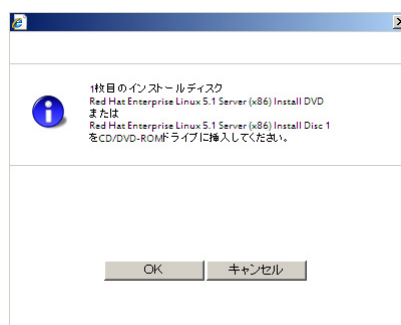 1枚目のインストールディスク
Red Hat Enterprise Linux 5.1 Server (x86) Install DVD
または
Red Hat Enterprise Linux 5.1 Server (x86) Install Disc 1
をCD/DVD-ROMドライブに挿入してください。
OK
キャンセル